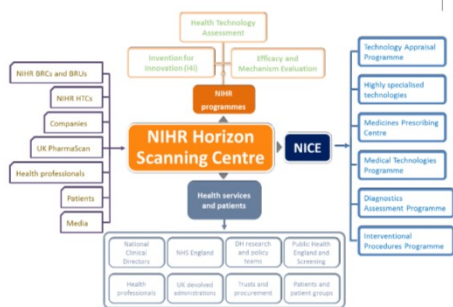 Health Technology
Assessment
Invention for
Innovation (i4i)
Efficacy and
Mechanism Evaluation
NIHR
programmes
NIHR BRCs and BRUs
NIHR HTCs
Companies
UK PharmaScan
Health professionals
Patients
Media
NIHR Horizon
Scanning Centre
NICE
Technology Appraisal
Programme
Highly specialised
technologies
Medicines Prescribing
Centre
Medical Technologies
Programme
Diagnostics
Assessment Programme
Interventional
Procedures Programme
Health services
and patients
National
Clinical
Directors
NHS England
DH research
and policy
teams
Public Health
England and
Screening
Health
professionals
UK devolved
administrations
Trusts and
procurement
Patients and
patient groups